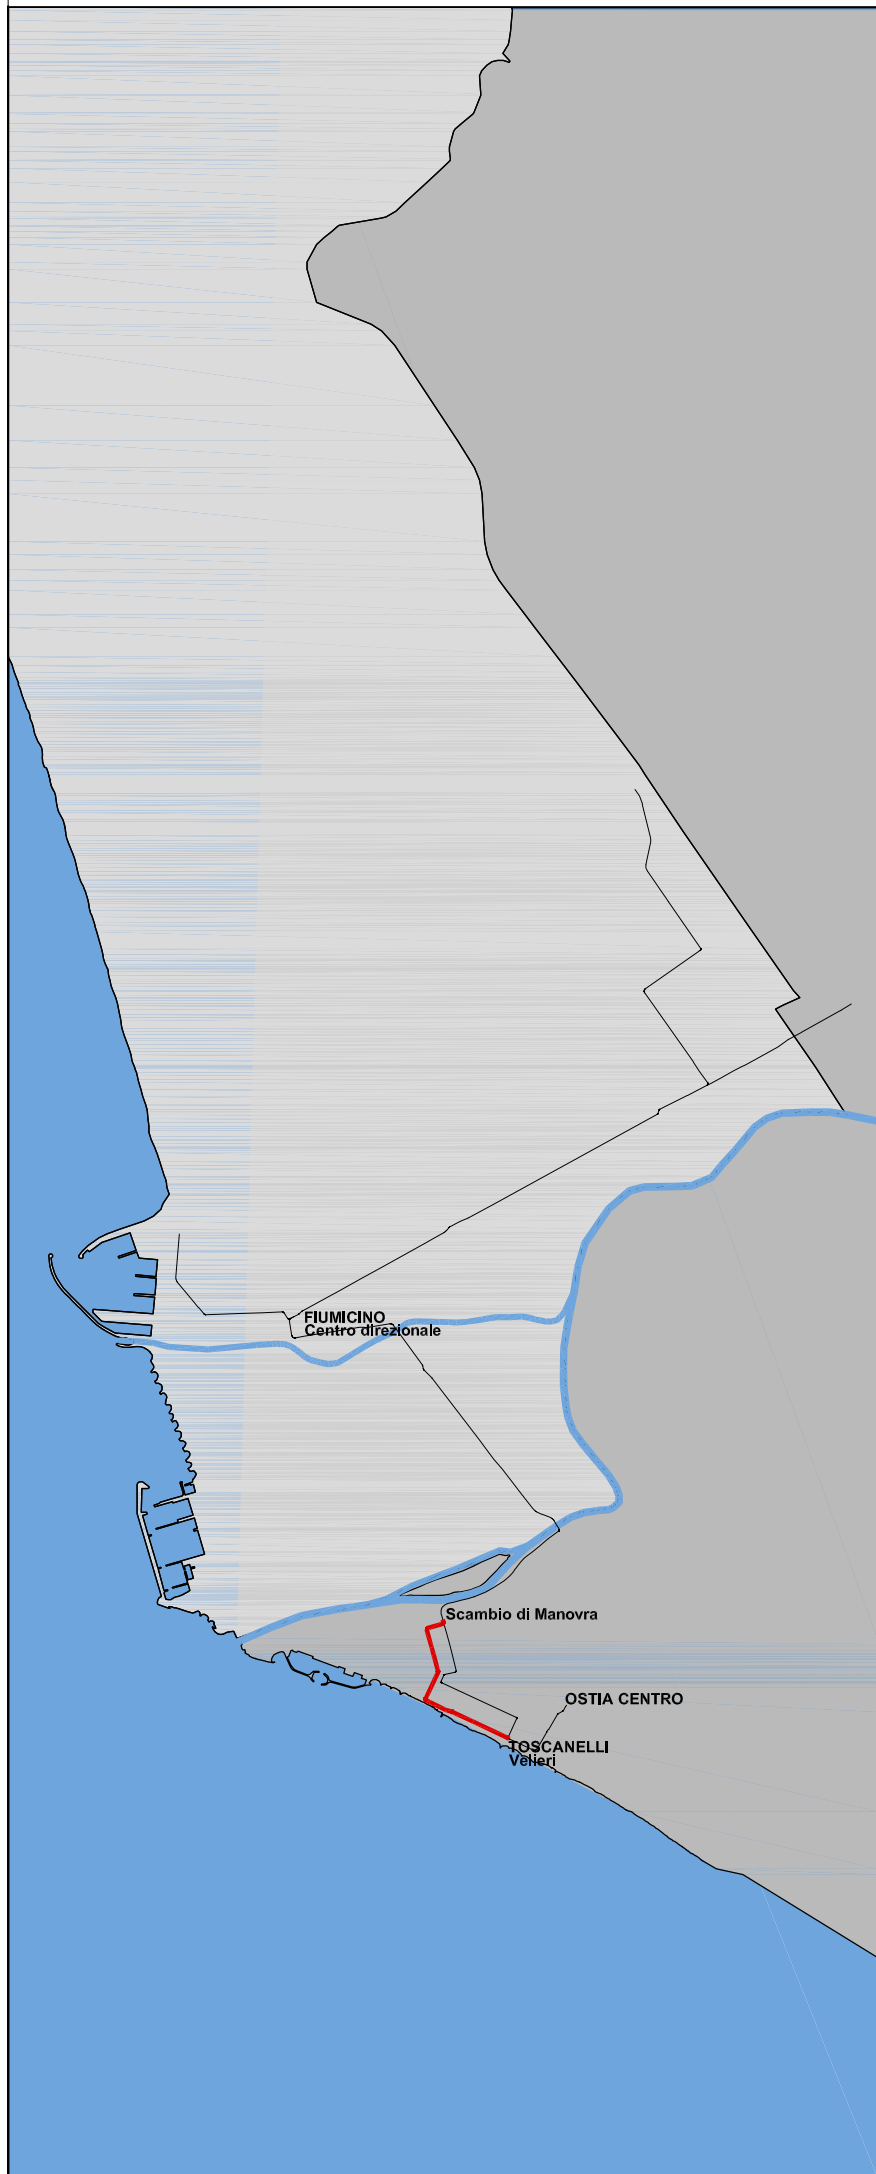 FIUMICINO
Centro direzionale
Scambio di Manovra
OSTIA CENTRO
TOSCANELLI
Velieri